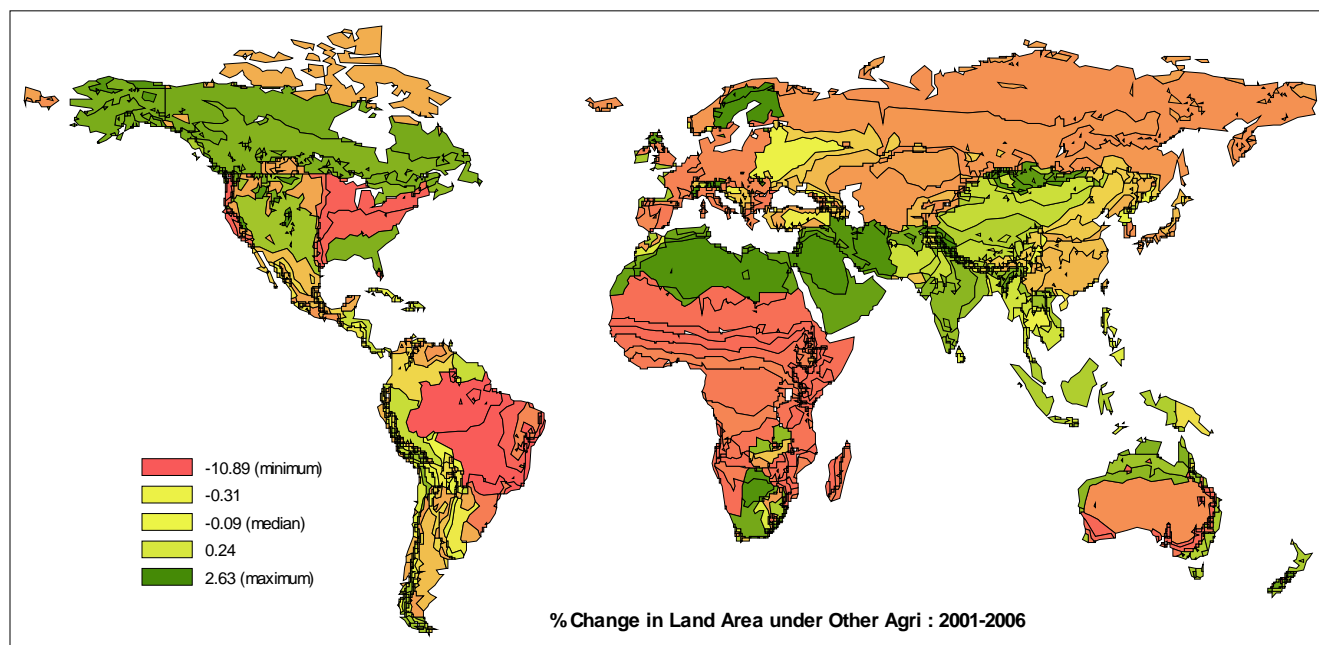 -10.89 (minimum)
-0.31
-0.09 (median)
0.24
2.63 (maximum)
% Change in Land Area under Other Agri : 2001-2006